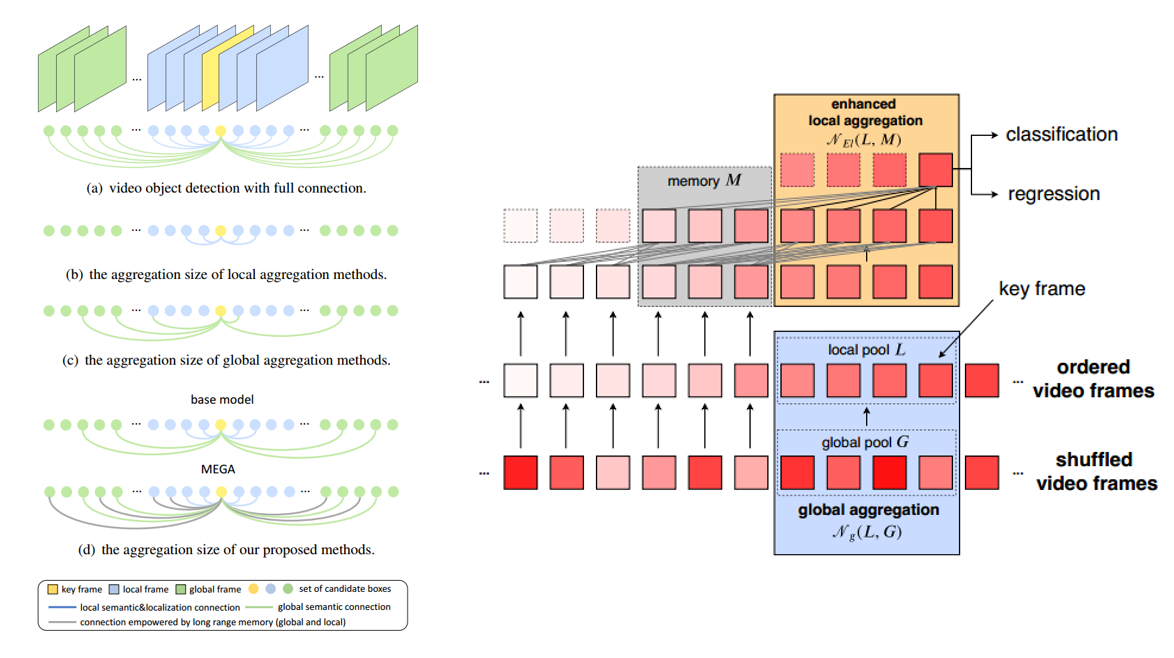 ...
...
...
...
(a) video object detection with full connection.
...
...
(b) the aggregation size of local aggregation methods.
...
...
(c) the aggregation size of global aggregation methods.
base model
...
...
MEGA
...
...
(d) the aggregation size of our proposed methods.
key frame
local frame
global frame
set of candidate boxes
local semantic&localization connection
global semantic connection
connection empowered by long range memory (global and local)
enhanced
local aggregation
𝒩El(L, M)
classification
regression
memory M
key frame
local pool L
...
...
ordered
video frames
global pool G
...
...
shuffled
video frames
global aggregation
𝒩g(L, G)